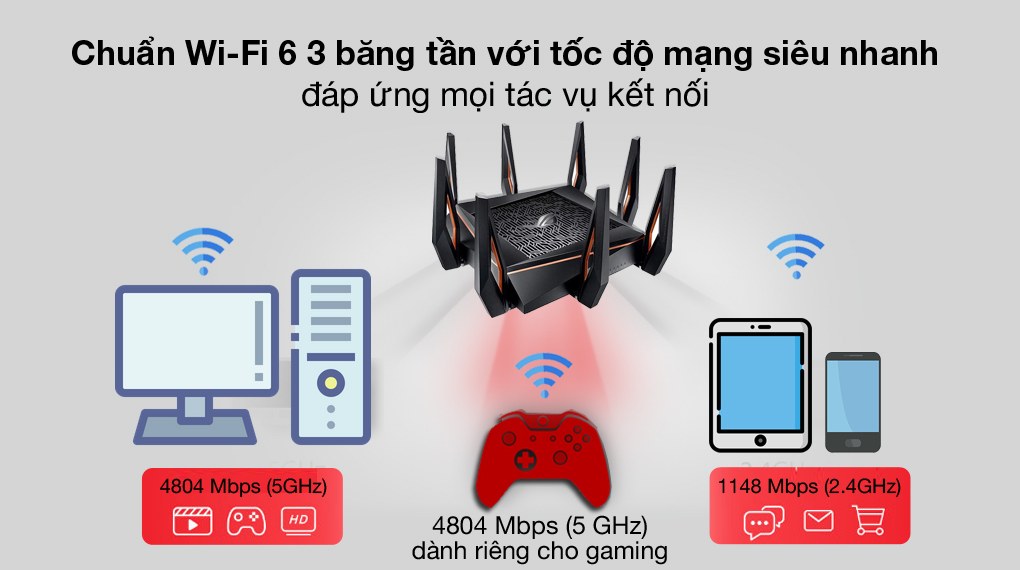 Chuẩn Wi-Fi 6 3 băng tần với tốc độ mạng siêu nhanh
đáp ứng mọi tác vụ kết nối
4804 Mbps (5GHz)
HD
4804 Mbps (5 GHz)
dành riêng cho gaming
1148 Mbps (2.4GHz)